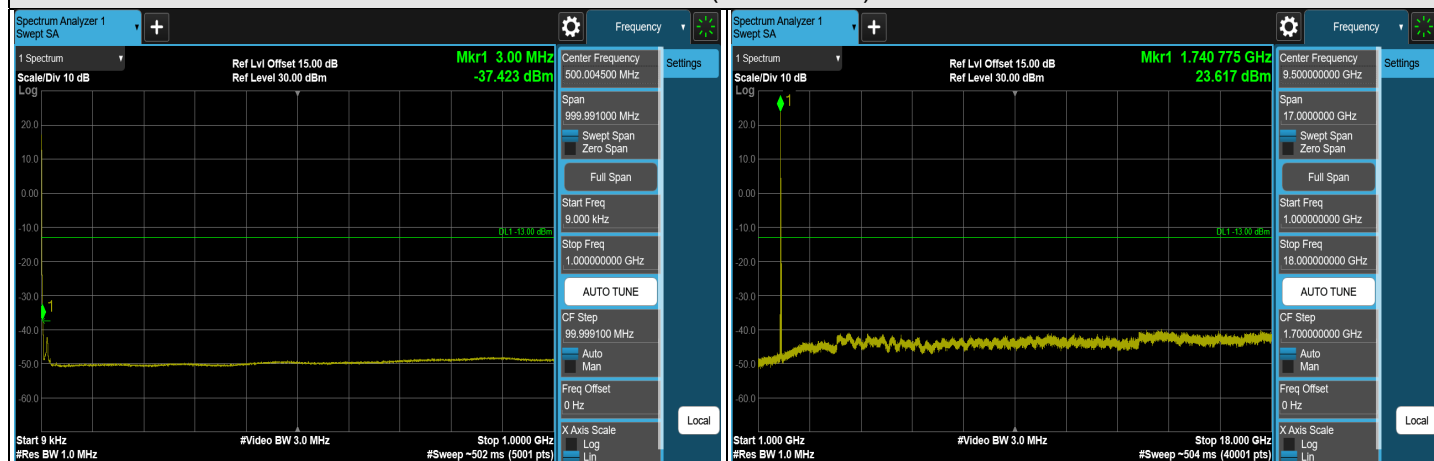 Spectrum Analyzer 1
Swept SA
+
Frequency
1 Spectrum
Scale/Div 10 dB
Log
Ref Lvl Offset 15.00 dB
Ref Level 30.00 dBm
Mkr1 3.00 MHz
-37.423 dBm
1
20.0
10.0
0.00
-10.0
-20.0
-30.0
-40.0
-50.0
-60.0
DL1 -13.00 dBm
Start 9 kHz
#Res BW 1.0 MHz
#Video BW 3.0 MHz
Stop 1.0000 GHz
#Sweep ~502 ms (5001 pts)
Center Frequency
500.004500 MHz
Span
999.991000 MHz
Swept Span
Zero Span
Full Span
Start Freq
9.000 kHz
Stop Freq
1.000000000 GHz
AUTO TUNE
CF Step
99.999100 MHz
Auto
Man
Freq Offset
0 Hz
X Axis Scale
Log
Lin
Settings
Local
Spectrum Analyzer 1
Swept SA
+
Frequency
1 Spectrum
Scale/Div 10 dB
Log
Ref Lvl Offset 15.00 dB
Ref Level 30.00 dBm
Mkr1 1.740 775 GHz
23.617 dBm
1
20.0
10.0
0.00
-10.0
-20.0
-30.0
-40.0
-50.0
-60.0
DL1 -13.00 dBm
Start 1.000 GHz
#Res BW 1.0 MHz
#Video BW 3.0 MHz
Stop 18.000 GHz
#Sweep ~504 ms (40001 pts)
Center Frequency
9.500000000 GHz
Span
17.0000000 GHz
Swept Span
Zero Span
Full Span
Start Freq
1.000000000 GHz
Stop Freq
18.000000000 GHz
AUTO TUNE
CF Step
1.700000000 GHz
Auto
Man
Freq Offset
0 Hz
X Axis Scale
Log
Lin
Settings
Local